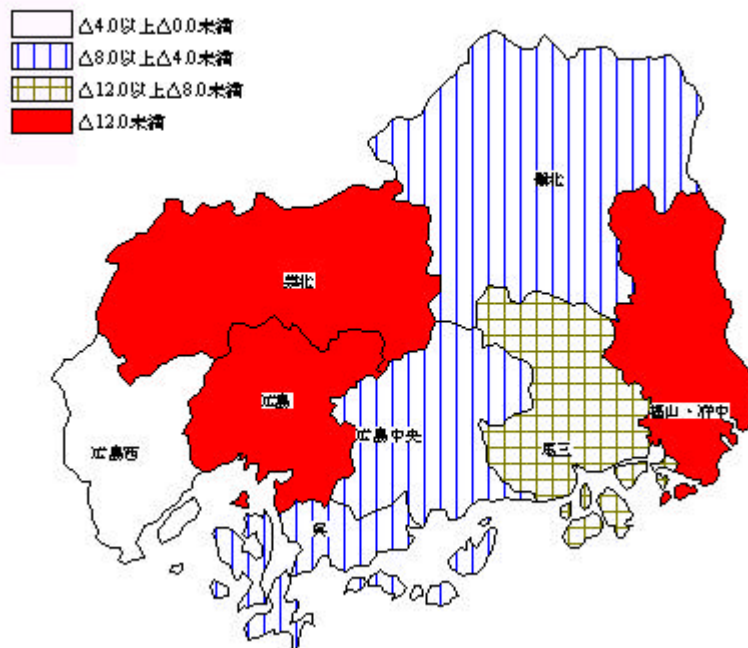 △4.0以上△0.0未満
△8.0以上△4.0未満
△12.0以上△8.0未満
△12.0未満
備北
芸北
広島
福山・府中
広島中央
尾三
広島西
呉